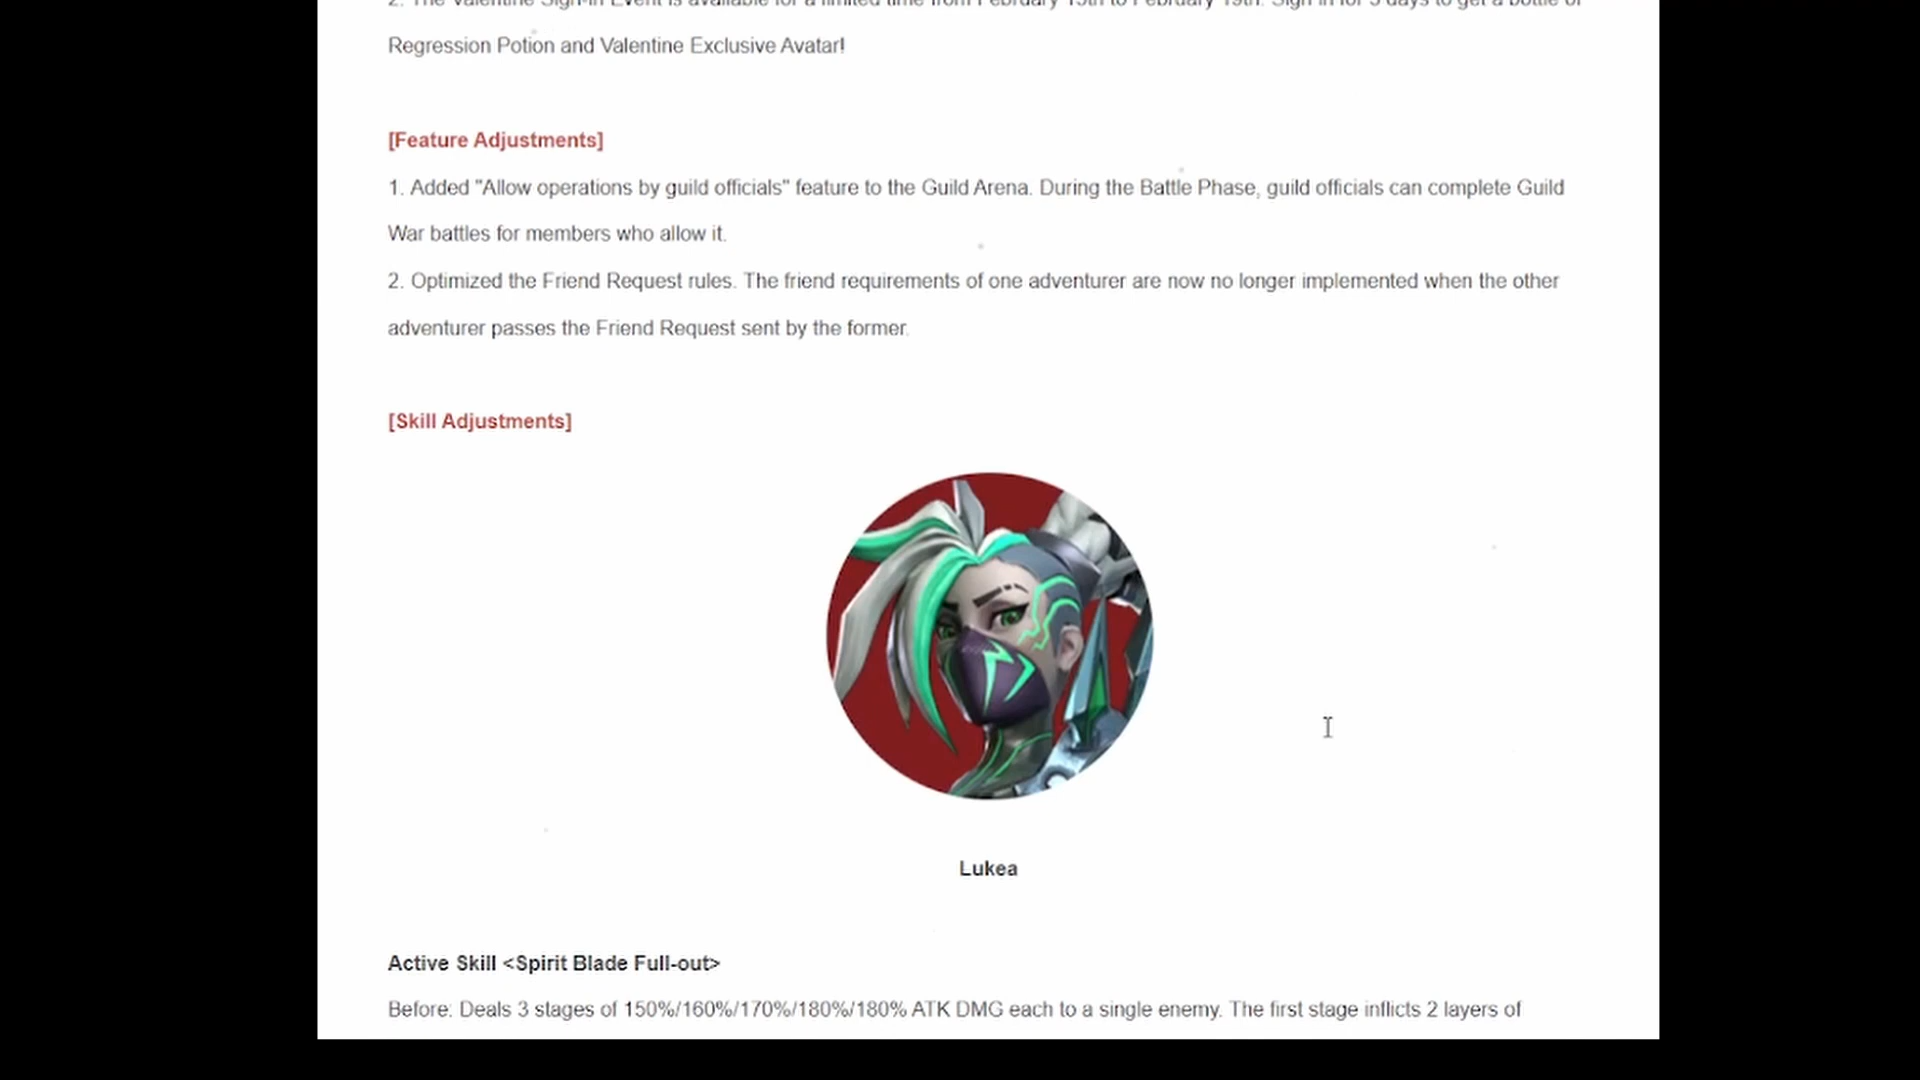 2. The Valentine Sign-in Event is available for a limited time from February 13th to February 19th. Sign in for 5 days to get a bottle of
Regression Potion and Valentine Exclusive Avatar!
[Feature Adjustments]
1. Added "Allow operations by guild officials" feature to the Guild Arena. During the Battle Phase, guild officials can complete Guild
War battles for members who allow it.
2. Optimized the Friend Request rules. The friend requirements of one adventurer are now no longer implemented when the other
adventurer passes the Friend Request sent by the former.
[Skill Adjustments]
Lukea
Active Skill <Spirit Blade Full-out>
Before: Deals 3 stages of 150%/160%/170%/180%/180% ATK DMG each to a single enemy. The first stage inflicts 2 layers of